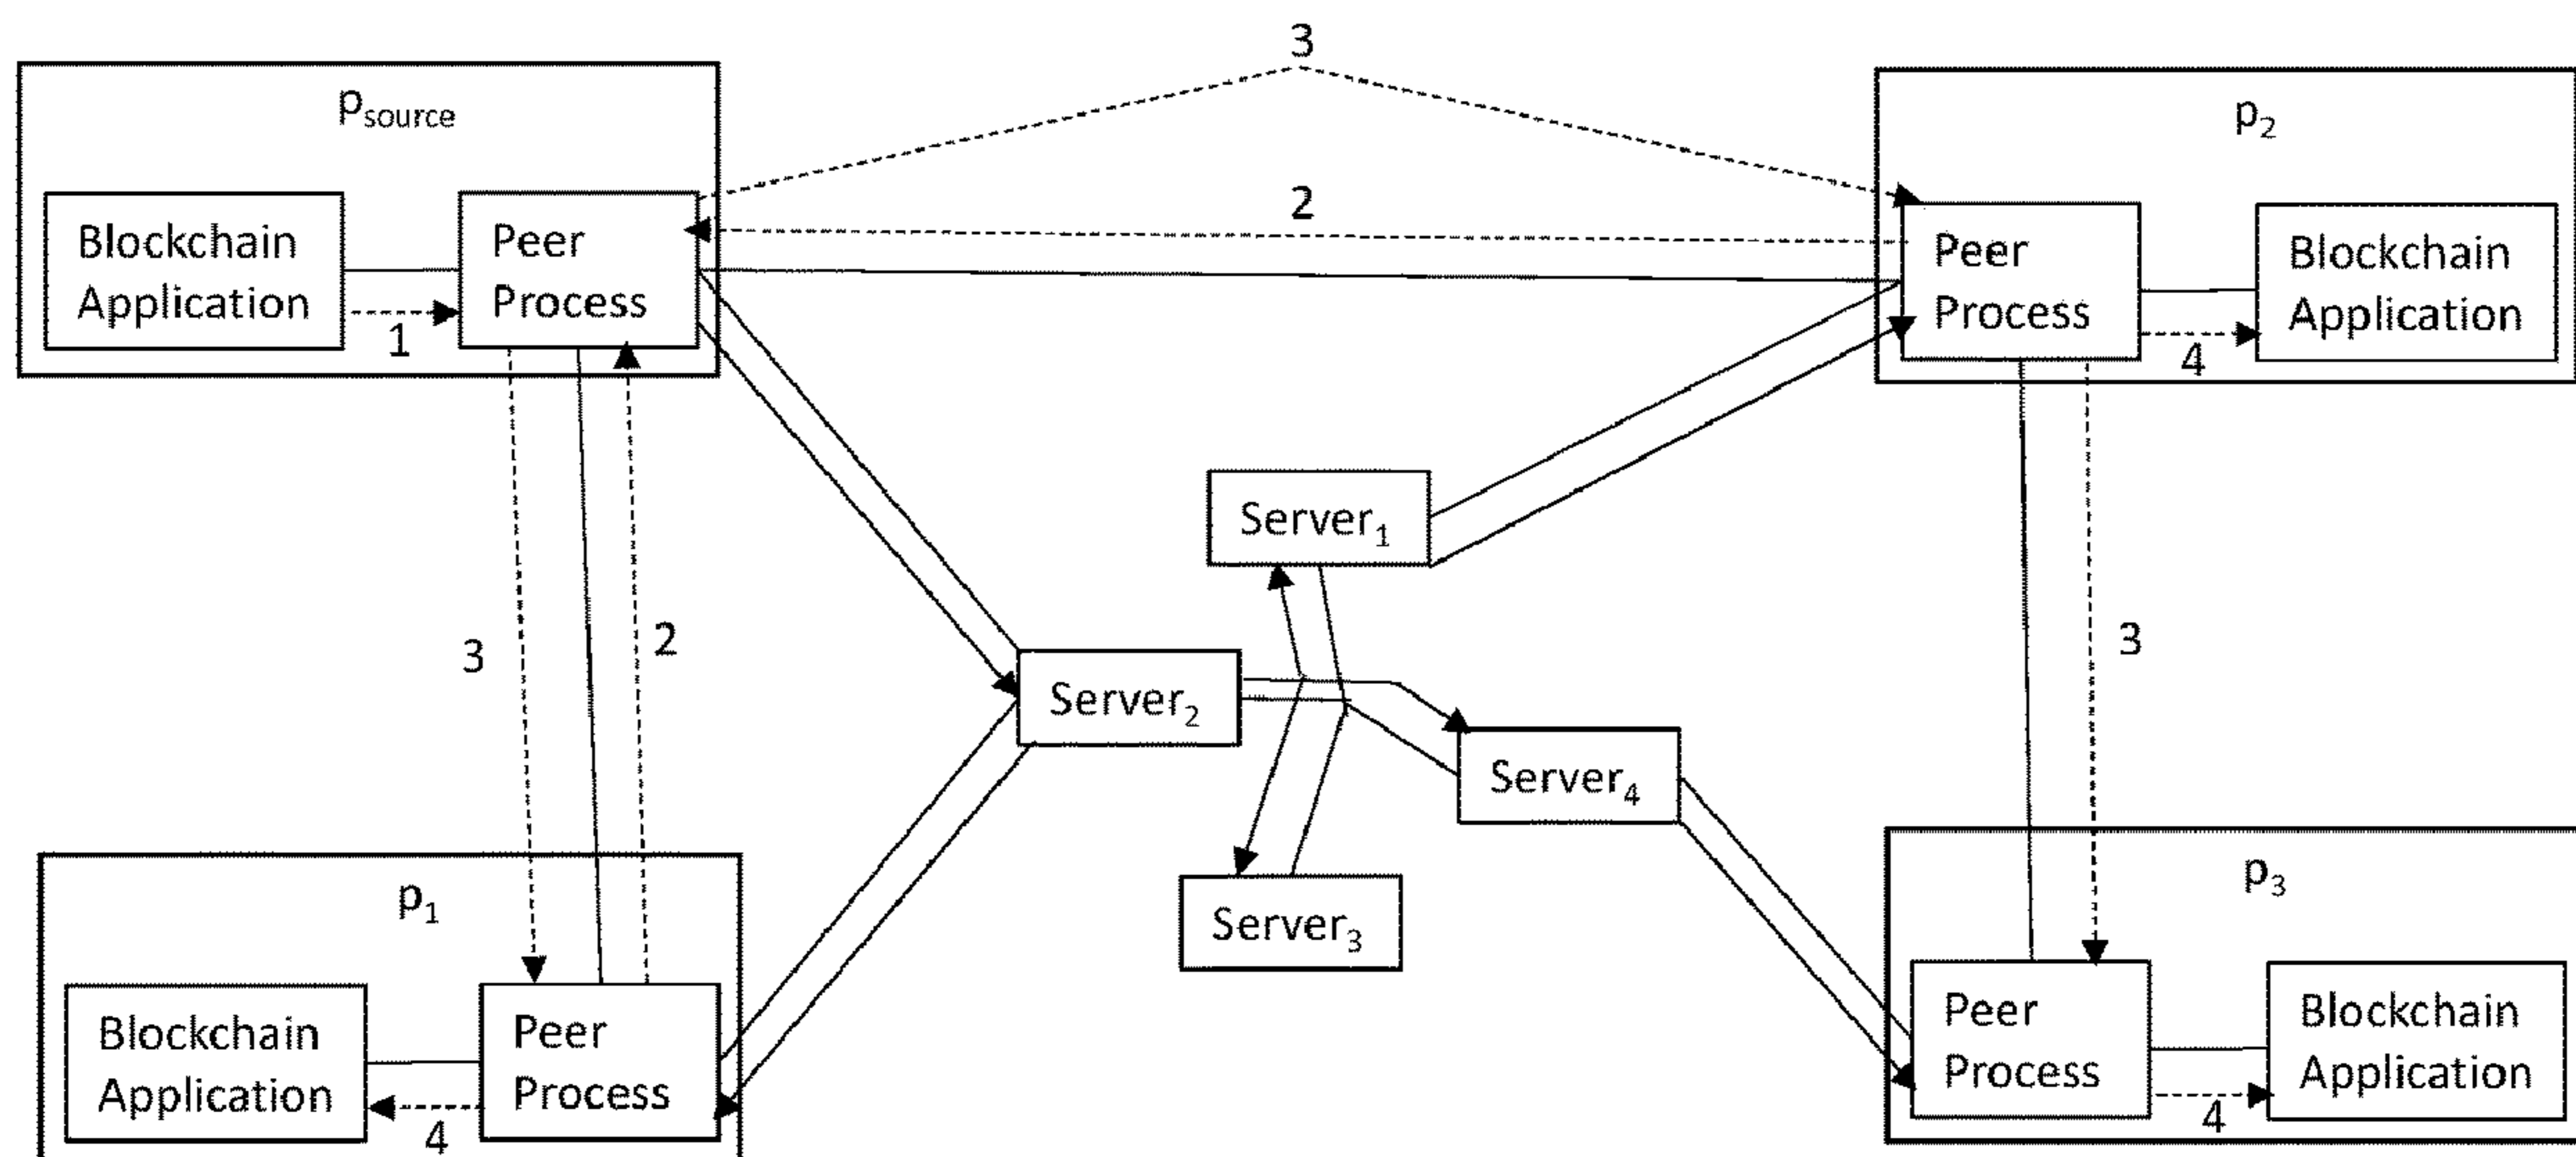 3
p_source
p_2
2
Blockchain
Application
1
Peer
Process
Peer
Process
4
Blockchain
Application
3
2
3
Server_1
Server_2
Server_4
Server_3
p_1
p_3
Blockchain
Application
4
Peer
Process
Peer
Process
4
Blockchain
Application